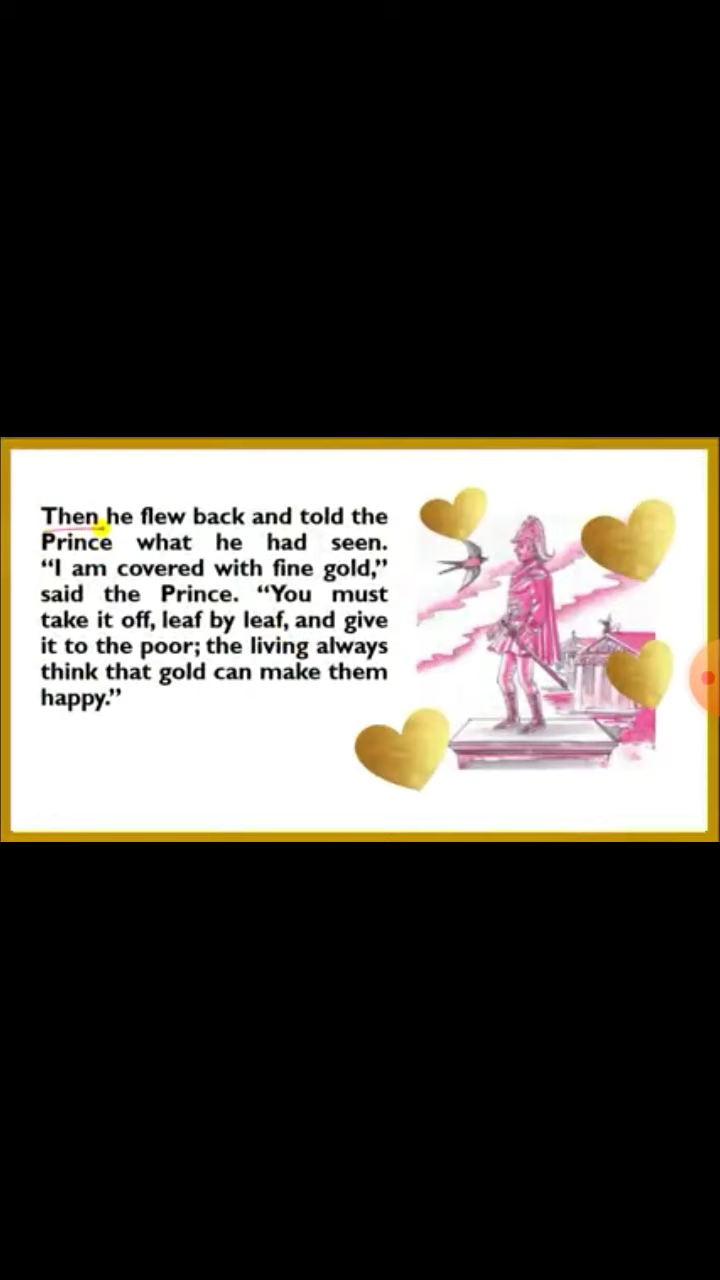 Then he flew back and told the
Prince what he had seen.
“I am covered with fine gold,”
said the Prince. “You must
take it off, leaf by leaf, and give
it to the poor; the living always
think that gold can make them
happy.”